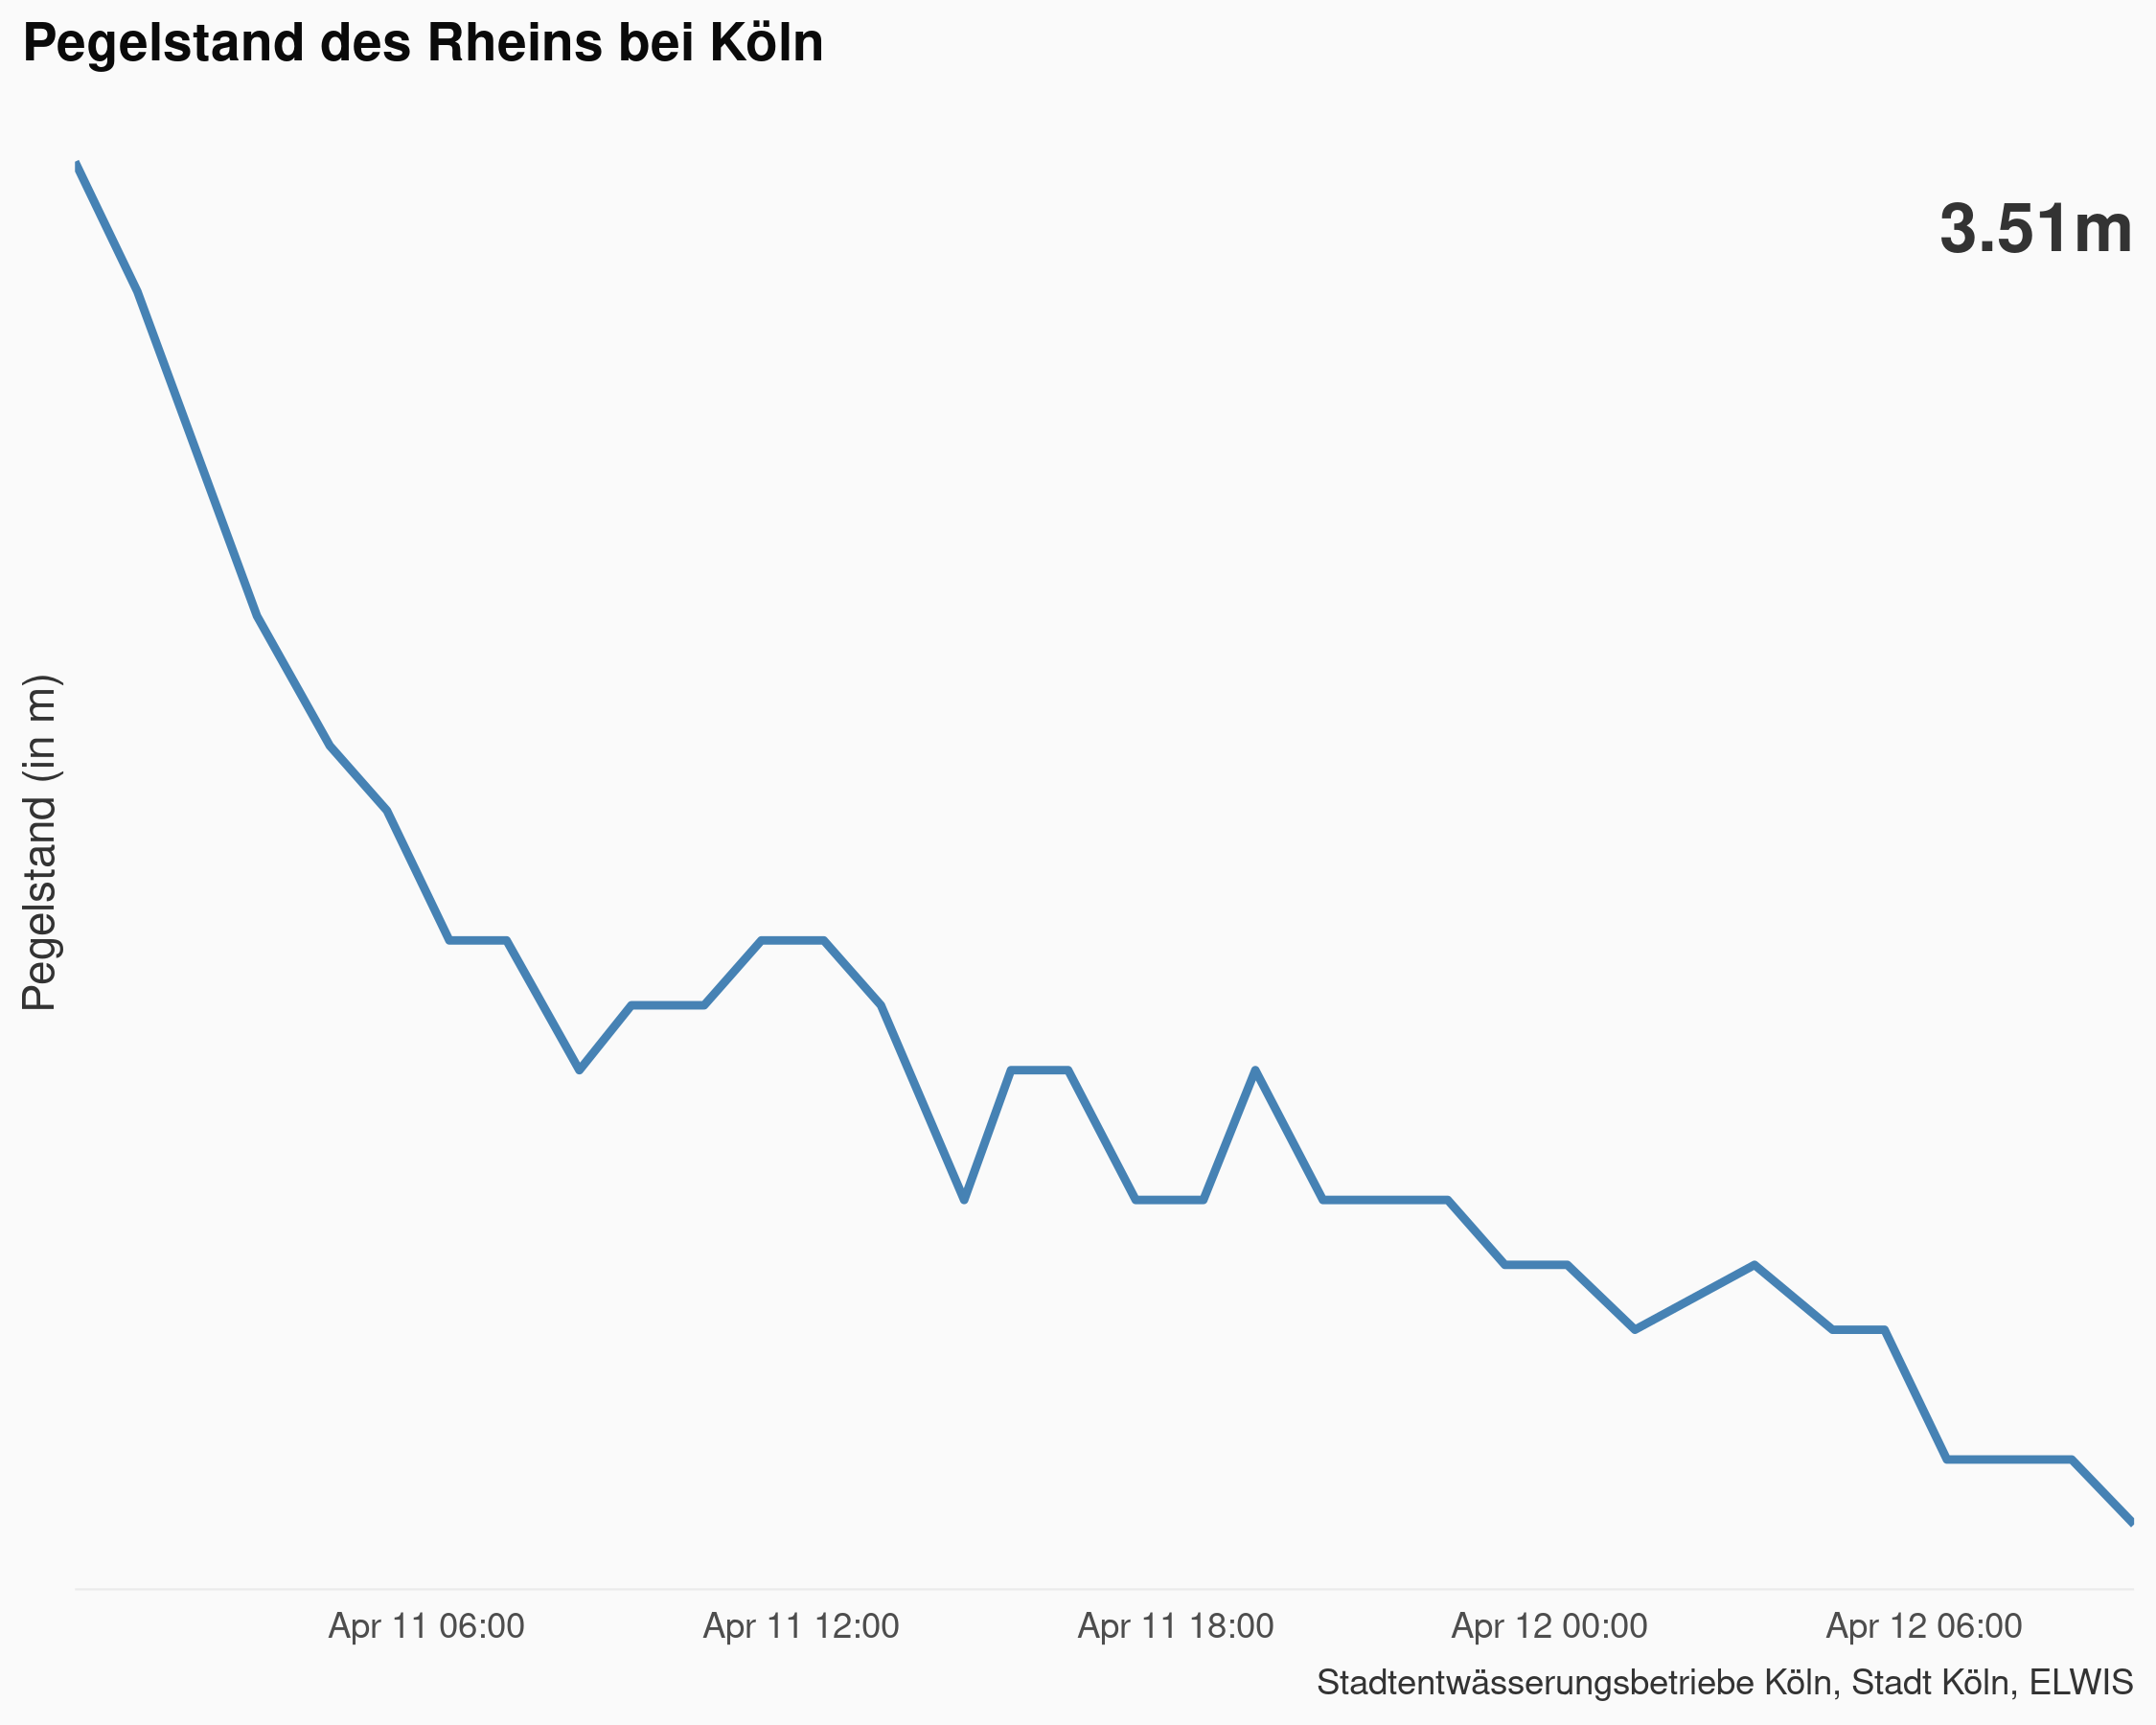 Pegelstand des Rheins bei Köln
3.51m
Pegelstand (in m)
Apr 11 06:00
Apr 11 12:00
Apr 11 18:00
Apr 12 00:00
Apr 12 06:00
Stadtentwässerungsbetriebe Köln, Stadt Köln, ELWIS